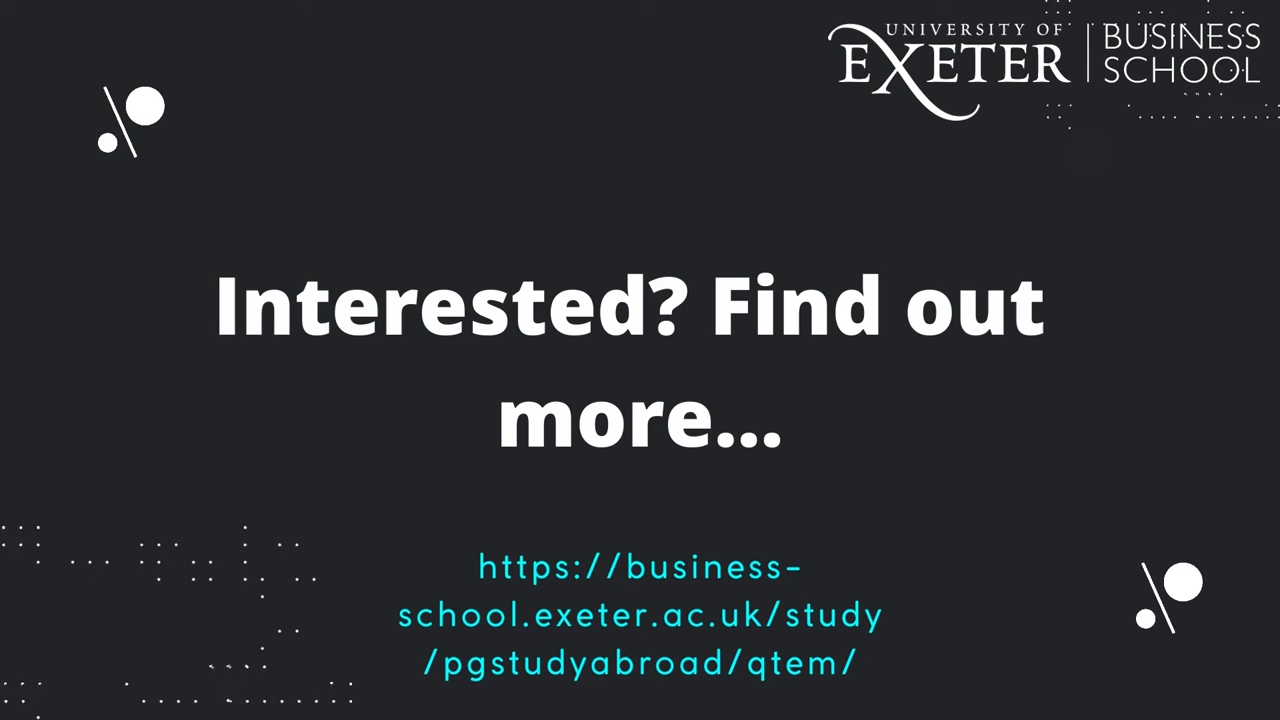 UNIVERSITY OF
EXETER
BUSINESS
SCHOOL
Interested? Find out
more...
https://business-
school.exeter.ac.uk/study
/pgstudyabroad/qtem/